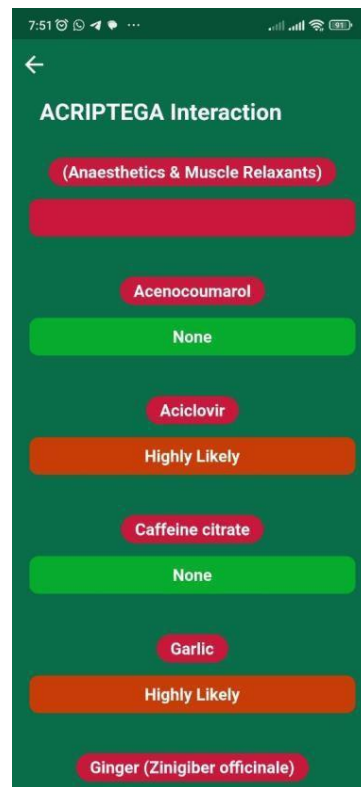 7:51
91
ACRIPTEGA Interaction
(Anaesthetics & Muscle Relaxants)
Acenocoumarol
None
Aciclovir
Highly Likely
Caffeine citrate
None
Garlic
Highly Likely
Ginger (Zinigiber officinale)